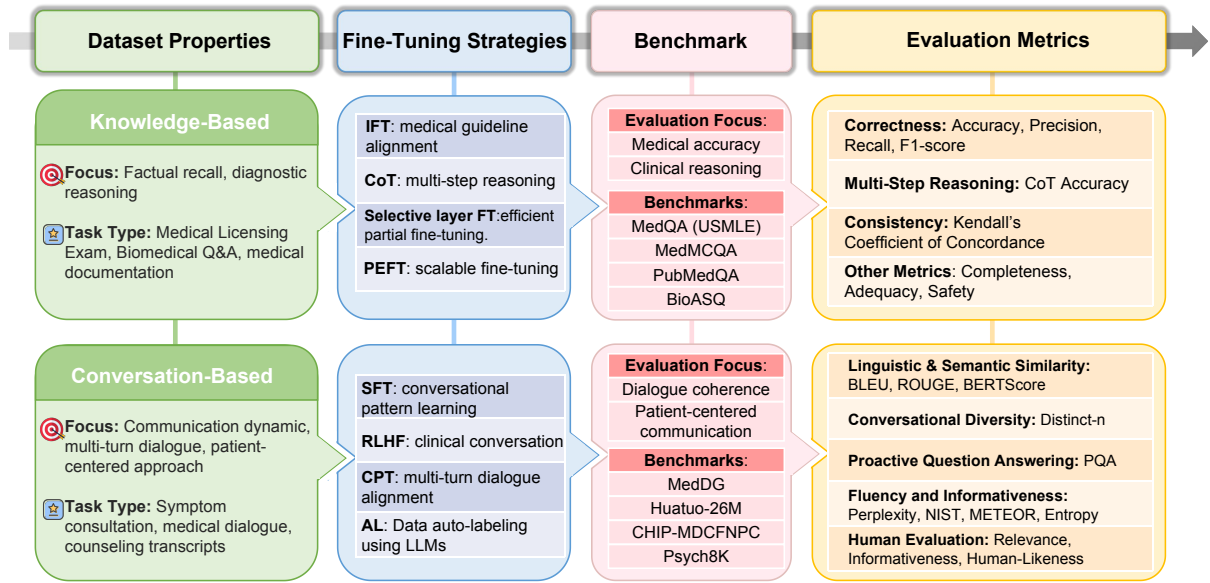 Dataset Properties
Fine-Tuning Strategies
Benchmark
Evaluation Metrics
Knowledge-Based
Focus: Factual recall, diagnostic
reasoning
Task Type: Medical Licensing
Exam, Biomedical Q&A, medical
documentation
IFT: medical guideline
alignment
CoT: multi-step reasoning
Selective layer FT:efficient
partial fine-tuning.
PEFT: scalable fine-tuning
Evaluation Focus:
Medical accuracy
Clinical reasoning
Benchmarks:
MedQA (USMLE)
MedMCQA
PubMedQA
BioASQ
Correctness: Accuracy, Precision,
Recall, F1-score
Multi-Step Reasoning: CoT Accuracy
Consistency: Kendall's
Coefficient of Concordance
Other Metrics: Completeness,
Adequacy, Safety
Conversation-Based
Focus: Communication dynamic,
multi-turn dialogue, patient-
centered approach
Task Type: Symptom
consultation, medical dialogue,
counseling transcripts
SFT: conversational
pattern learning
RLHF: clinical conversation
CPT: multi-turn dialogue
alignment
AL: Data auto-labeling
using LLMs
Evaluation Focus:
Dialogue coherence
Patient-centered
communication
Benchmarks:
MedDG
Huatuo-26M
CHIP-MDCFNPC
Psych8K
Linguistic & Semantic Similarity:
BLEU, ROUGE, BERTScore
Conversational Diversity: Distinct-n
Proactive Question Answering: PQA
Fluency and Informativeness:
Perplexity, NIST, METEOR, Entropy
Human Evaluation: Relevance,
Informativeness, Human-Likeness